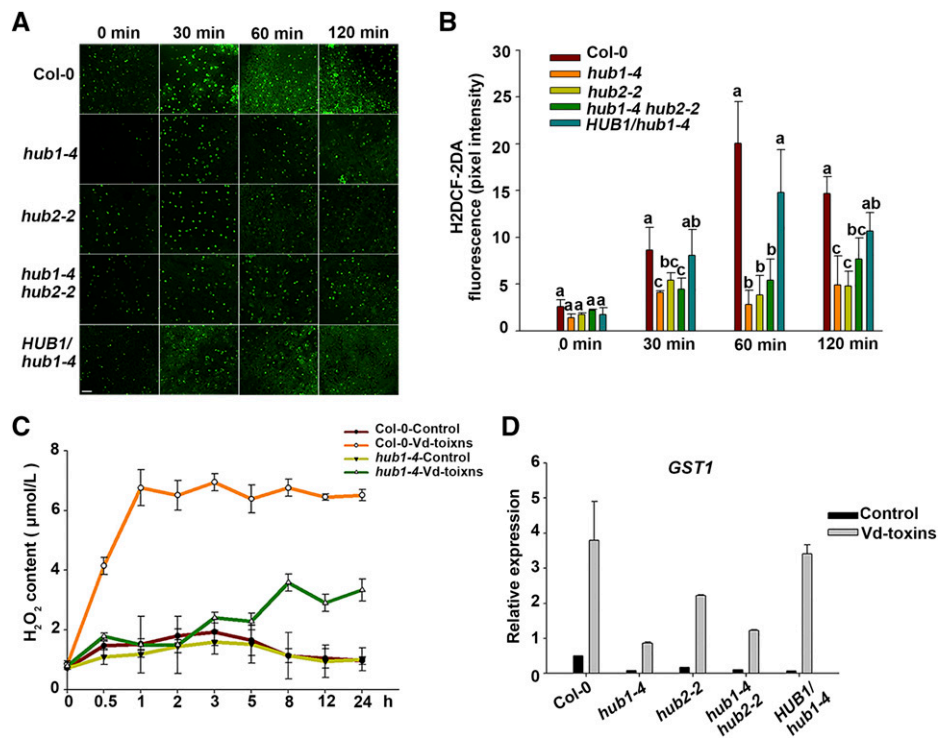 A
0 min 30 min 60 min 120 min
Col-0
hub1-4
hub2-2
hub1-4
hub2-2
HUB1/
hub1-4
B
H2DCF-2DA
fluorescence (pixel intensity)
30
25
20
15
10
5
0
Col-0
hub1-4
hub2-2
hub1-4 hub2-2
HUB1/hub1-4
a a a a a
a c bc c ab
a b b b a
a c c bc ab
0 min 30 min 60 min 120 min
C
Col-0-Control
Col-0-Vd-toixns
hub1-4-Control
hub1-4-Vd-toixns
H2O2 content ( μmol/L )
8
6
4
2
0
0 0.5 1 2 3 5 8 12 24 h
D
GST1
Control
Vd-toxins
Relative expression
6
5
4
3
2
1
0
Col-0
hub1-4
hub2-2
hub1-4
hub2-2
HUB1/
hub1-4